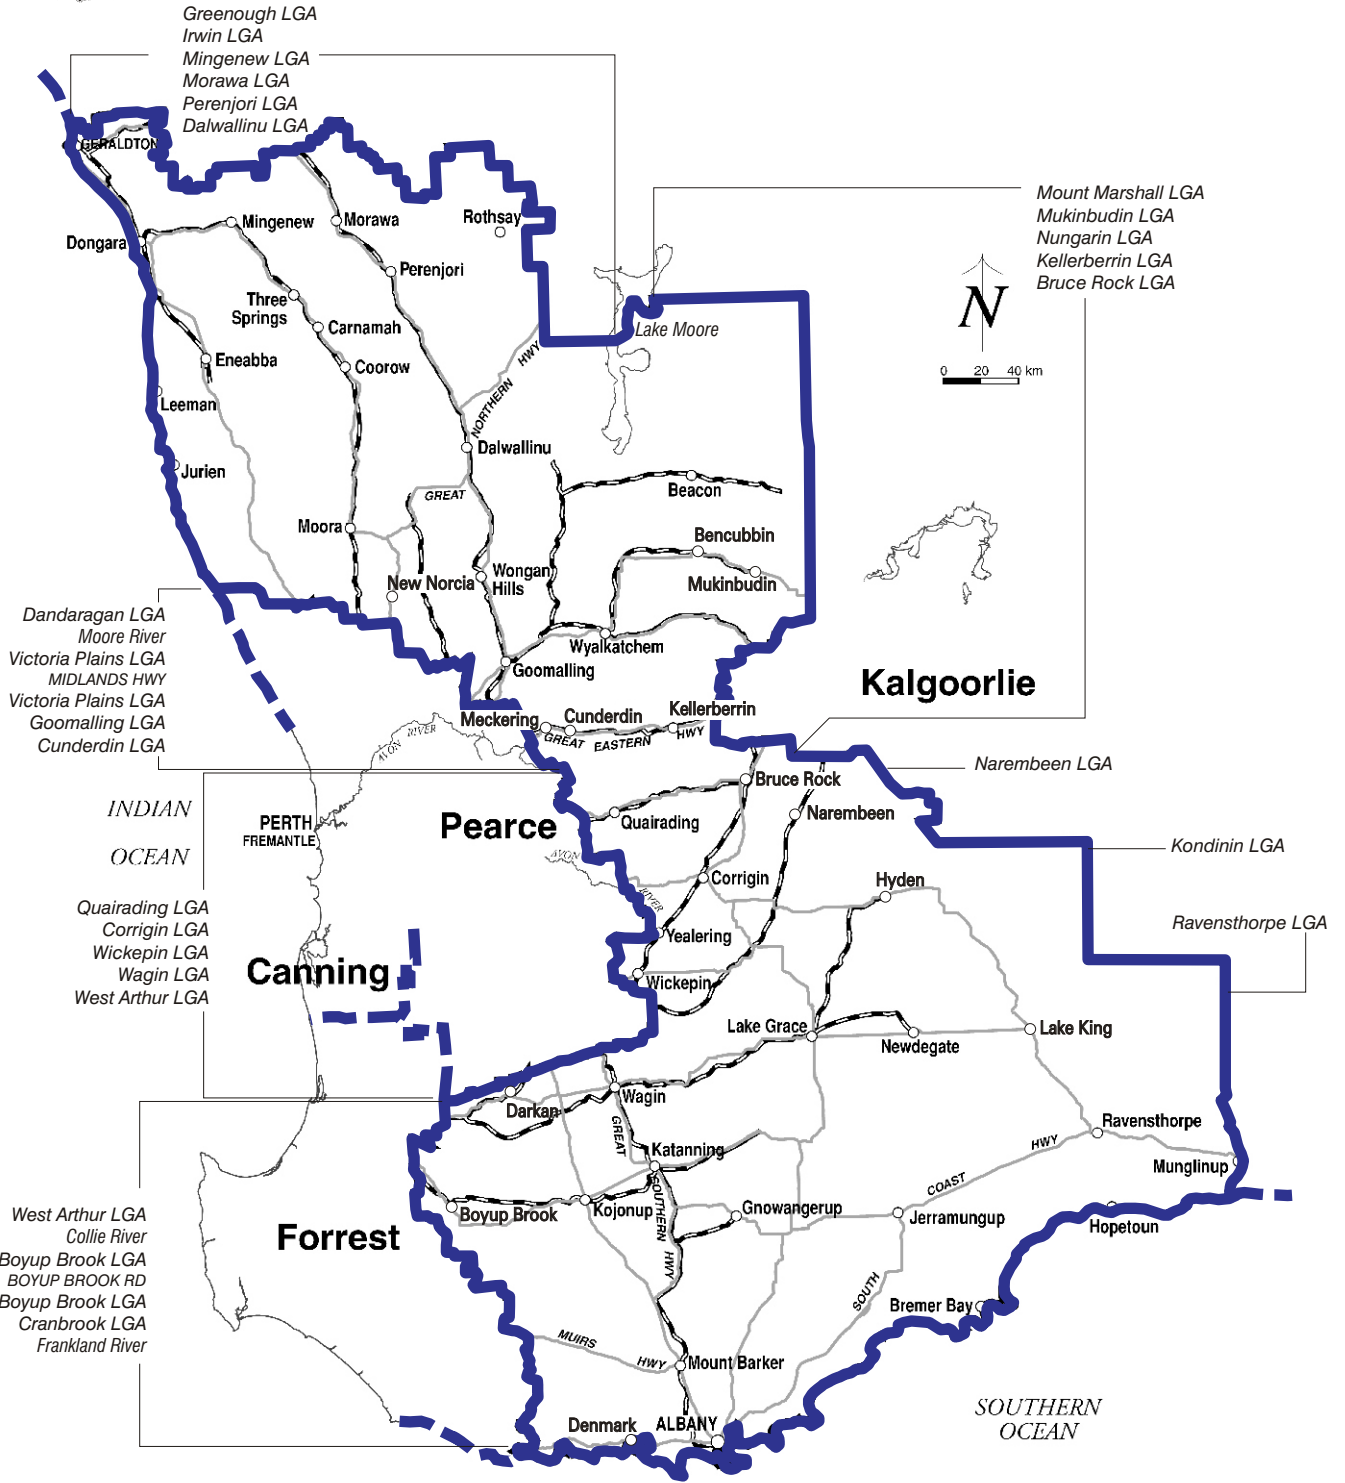 Greenough LGA
Irwin LGA
Mingenew LGA
Morawa LGA
Perenjori LGA
Dalwallinu LGA
GERALDTON
Mount Marshall LGA
Mukinbudin LGA
Nungarin LGA
Kellerberrin LGA
Bruce Rock LGA
Mingenew
Morawa
Rothsay
Dongara
Perenjori
N
Three
Springs
Carnamah
Lake Moore
NORTHERN
HWY
Eneabba
Coorow
0 20 40 km
Leeman
Dalwallinu
Jurien
GREAT
Beacon
Moora
Bencubbin
New Norcia
Wongan
Hills
Mukinbudin
Dandaragan LGA
Moore River
Victoria Plains LGA
MIDLANDS HWY
Victoria Plains LGA
Goomalling LGA
Cunderdin LGA
Wyalkatchem
Goomalling
Kalgoorlie
Meckering
Cunderdin
Kellerberrin
AVON
RIVER
GREAT
EASTERN
HWY
Narembeen LGA
Bruce Rock
INDIAN
OCEAN
PERTH
FREMANTLE
Pearce
Quairading
Narembeen
Kondinin LGA
AVON
RIVER
Corrigin
Hyden
Quairading LGA
Corrigin LGA
Wickepin LGA
Wagin LGA
West Arthur LGA
Ravensthorpe LGA
Yealering
Canning
Wickepin
Lake Grace
Newdegate
Lake King
Darkan
Wagin
GREAT
SOUTHERN
HWY
Katanning
Ravensthorpe
HWY
COAST
SOUTH
Munglinup
Boyup Brook
Kojonup
Gnowangerup
Jerramungup
Hopetoun
West Arthur LGA
Collie River
Boyup Brook LGA
BOYUP BROOK RD
Boyup Brook LGA
Cranbrook LGA
Frankland River
Forrest
Bremer Bay
MUIRS
HWY
Mount Barker
Denmark
ALBANY
SOUTHERN
OCEAN